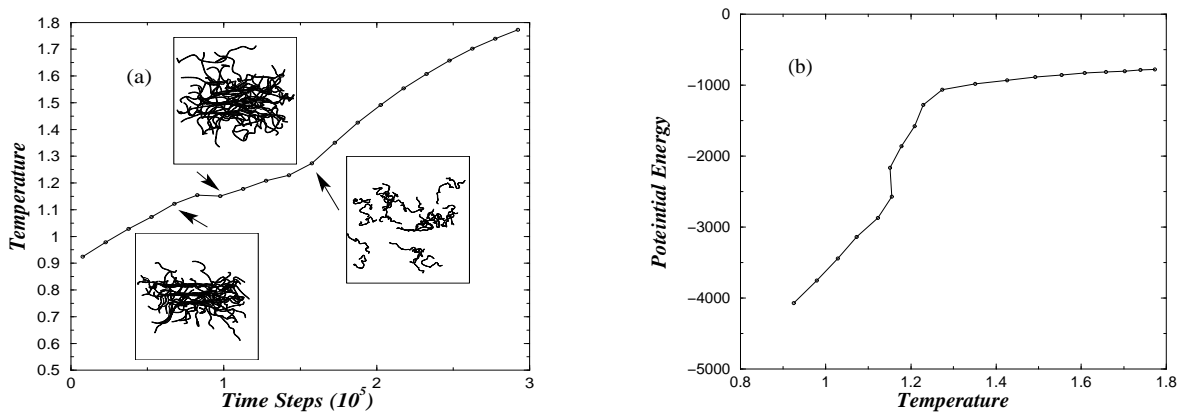 1.8
1.7
1.6
1.5
1.4
1.3
1.2
1.1
1
0.9
0.8
0.7
0.6
0.5
Temperature
(a)
0 1 2 3
Time Steps (10^5)
0
−1000
−2000
−3000
−4000
−5000
Poteintial Energy
(b)
0.8 1 1.2 1.4 1.6 1.8
Temperature